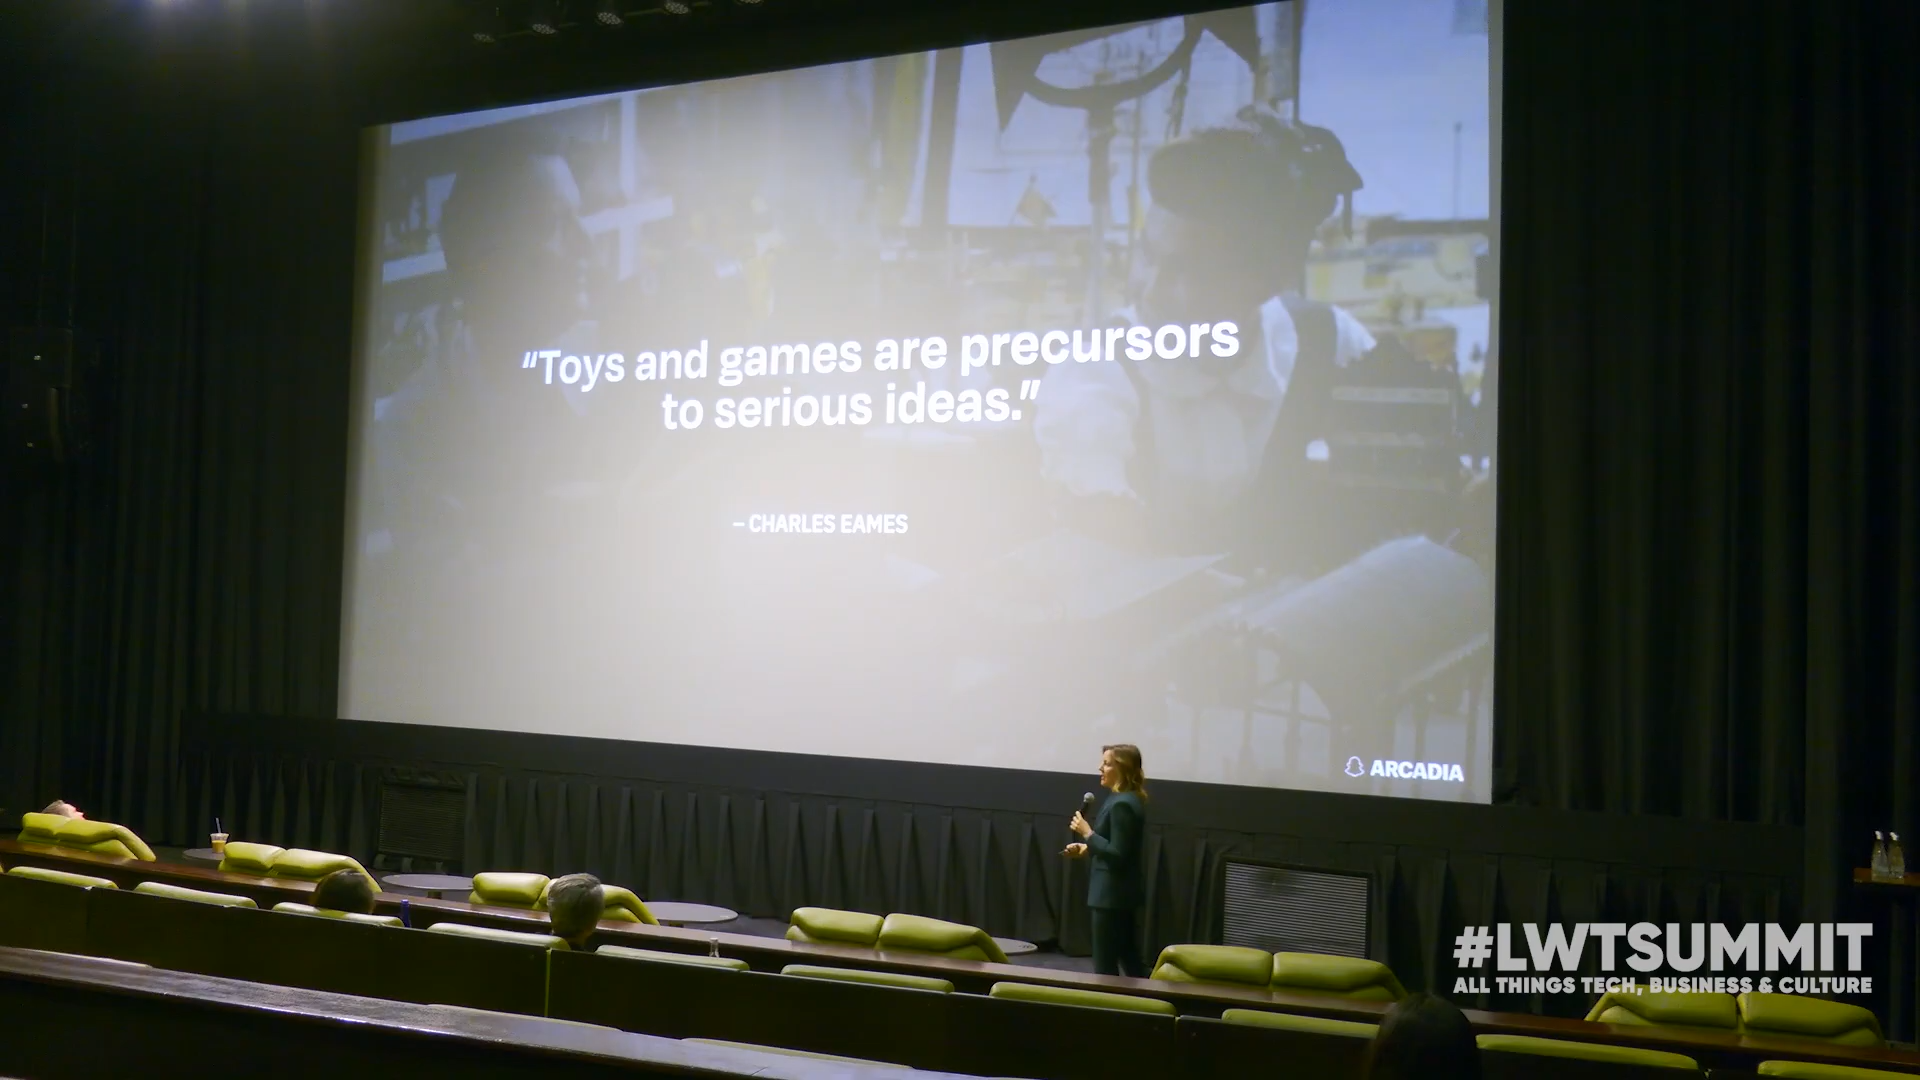 “Toys and games are precursors
to serious ideas.”
– CHARLES EAMES
ARCADIA
#LWTSUMMIT
ALL THINGS TECH, BUSINESS & CULTURE